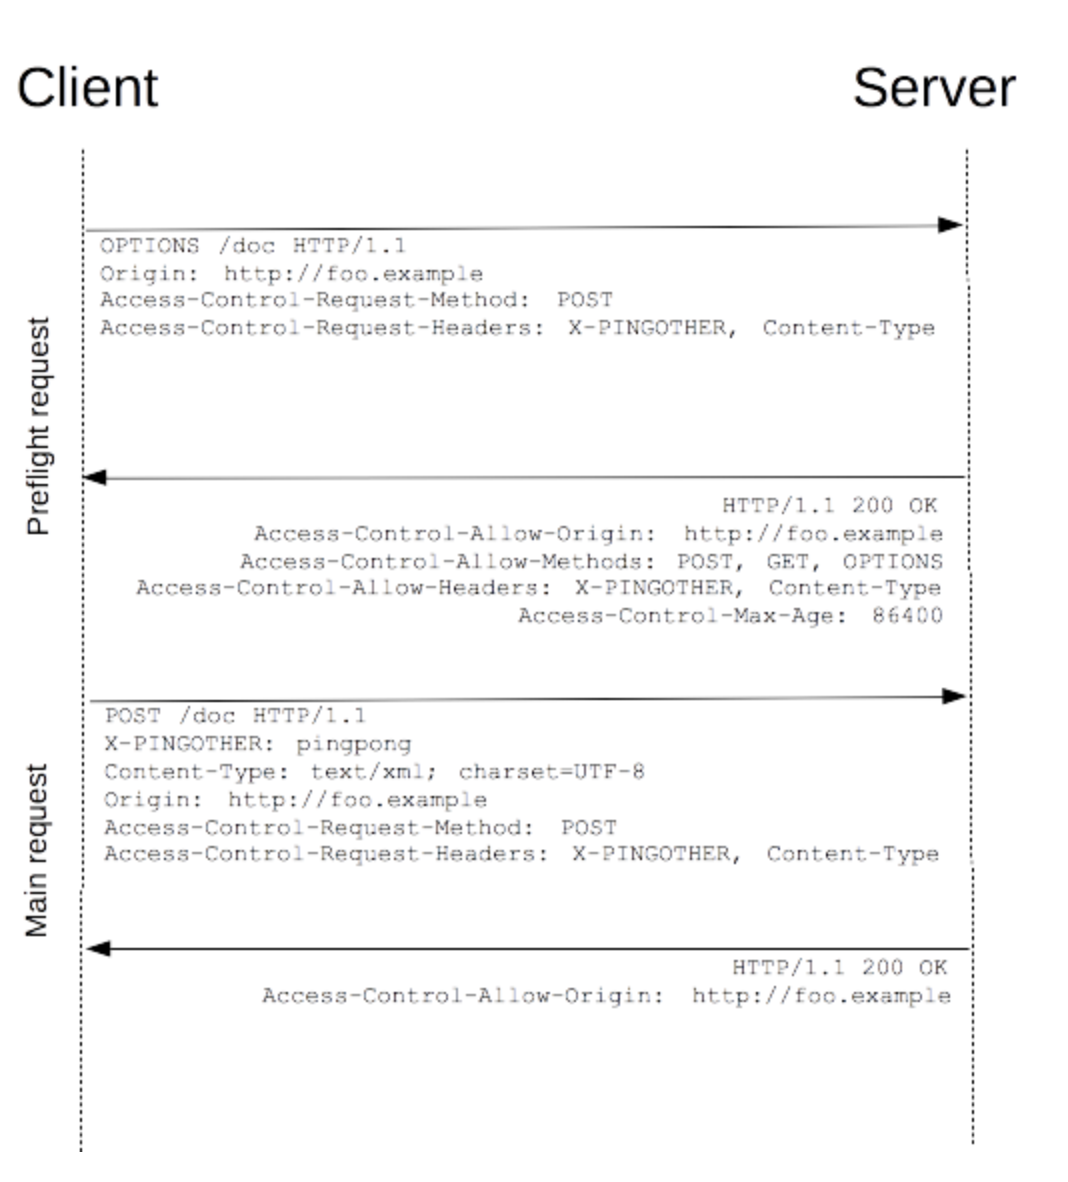 Client
Server
OPTIONS /doc HTTP/1.1
Origin: http://foo.example
Access-Control-Request-Method: POST
Access-Control-Request-Headers: X-PINGOTHER, Content-Type
Preflight request
HTTP/1.1 200 OK
Access-Control-Allow-Origin: http://foo.example
Access-Control-Allow-Methods: POST, GET, OPTIONS
Access-Control-Allow-Headers: X-PINGOTHER, Content-Type
Access-Control-Max-Age: 86400
POST /doc HTTP/1.1
X-PINGOTHER: pingpong
Content-Type: text/xml; charset=UTF-8
Origin: http://foo.example
Access-Control-Request-Method: POST
Access-Control-Request-Headers: X-PINGOTHER, Content-Type
Main request
HTTP/1.1 200 OK
Access-Control-Allow-Origin: http://foo.example